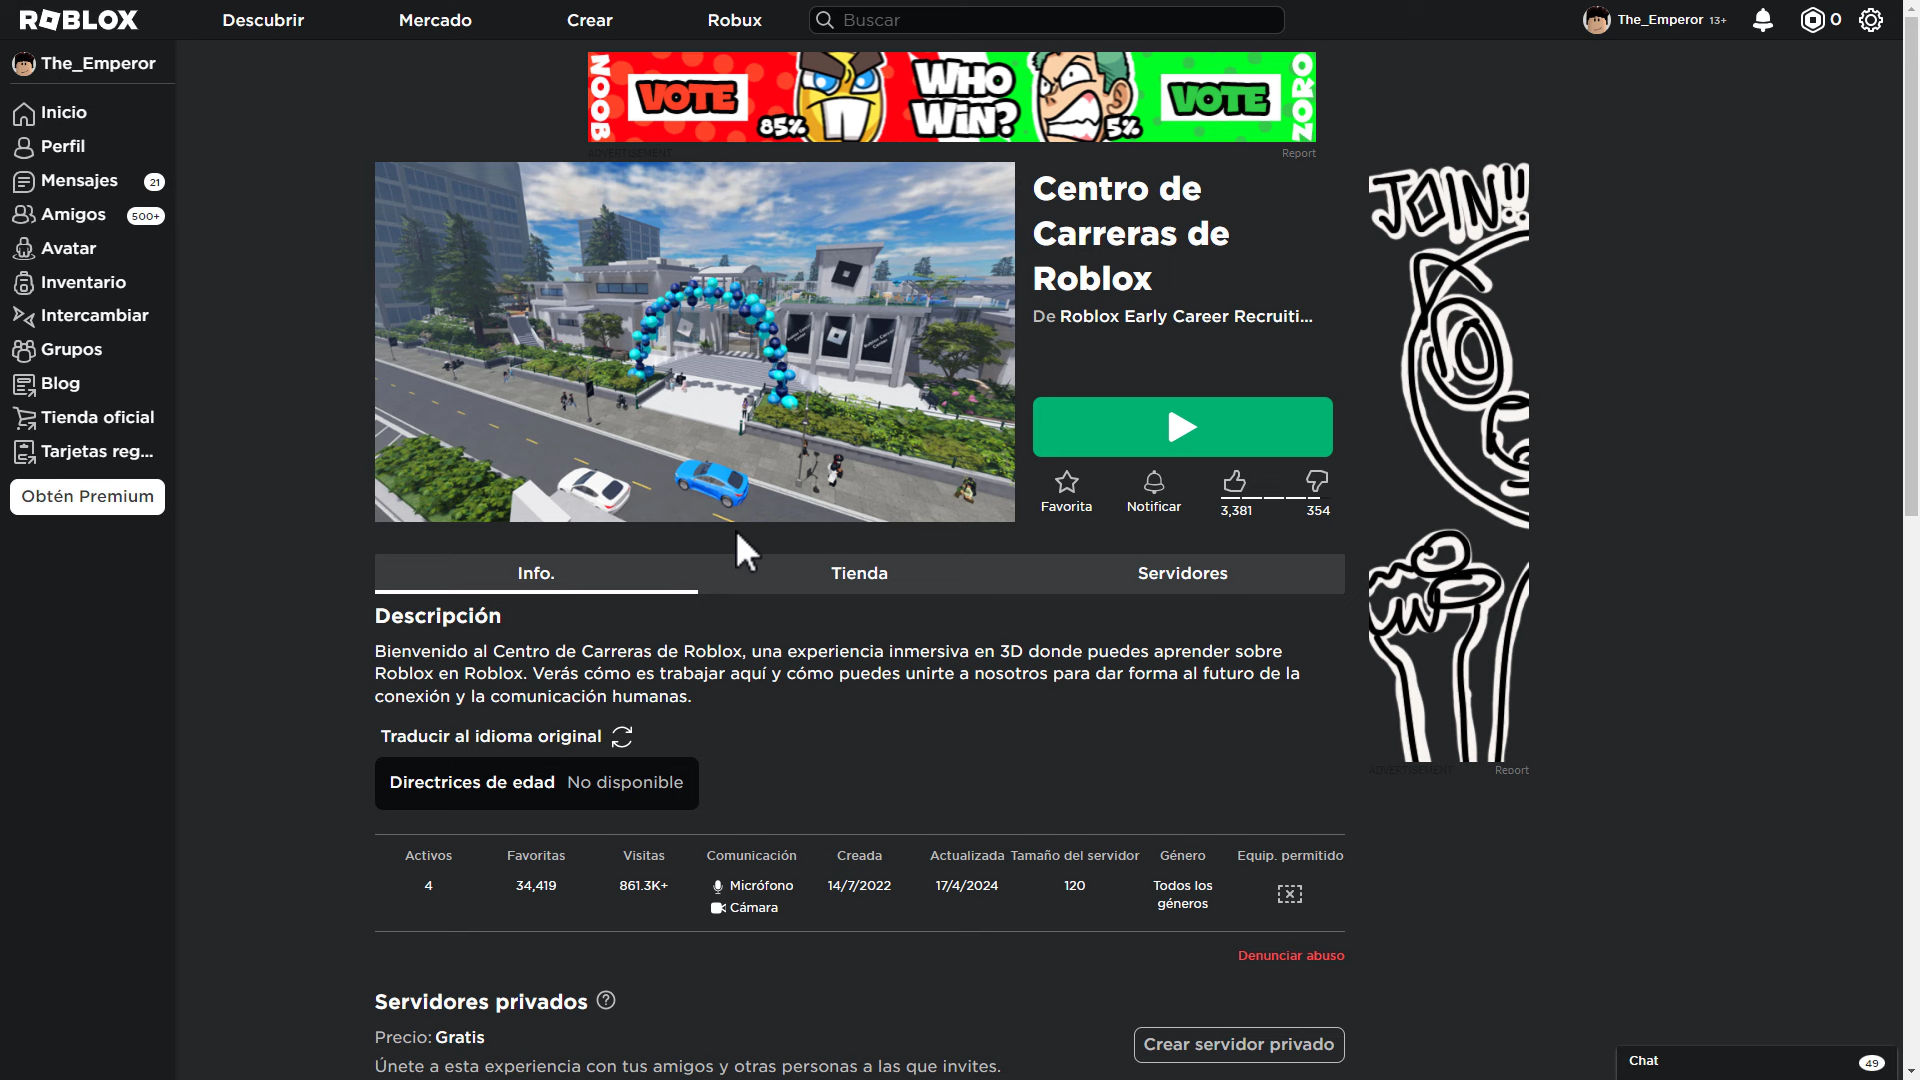 ROBLOX
Descubrir
Mercado
Crear
Robux
Buscar
The_Emperor 13+
0
The_Emperor
Inicio
Perfil
Mensajes 21
Amigos 500+
Avatar
Inventario
Intercambiar
Grupos
Blog
Tienda oficial
Tarjetas reg...
Obtén Premium
NOOB
VOTE
85%
WHO
WIN?
5%
VOTE
ZORO
ADVERTISEMENT
Report
Centro de
Carreras de
Roblox
De Roblox Early Career Recruiti...
Favorita
Notificar
3,381
354
JOIN!!
ADVERTISEMENT
Report
Info.
Tienda
Servidores
Descripción
Bienvenido al Centro de Carreras de Roblox, una experiencia inmersiva en 3D donde puedes aprender sobre
Roblox en Roblox. Verás cómo es trabajar aquí y cómo puedes unirte a nosotros para dar forma al futuro de la
conexión y la comunicación humanas.
Traducir al idioma original
Directrices de edad No disponible
Activos
Favoritas
Visitas
Comunicación
Creada
Actualizada
Tamaño del servidor
Género
Equip. permitido
4
34,419
861.3K+
Micrófono
Cámara
14/7/2022
17/4/2024
120
Todos los
géneros
Denunciar abuso
Servidores privados
Precio: Gratis
Crear servidor privado
Únete a esta experiencia con tus amigos y otras personas a las que invites.
Chat
49